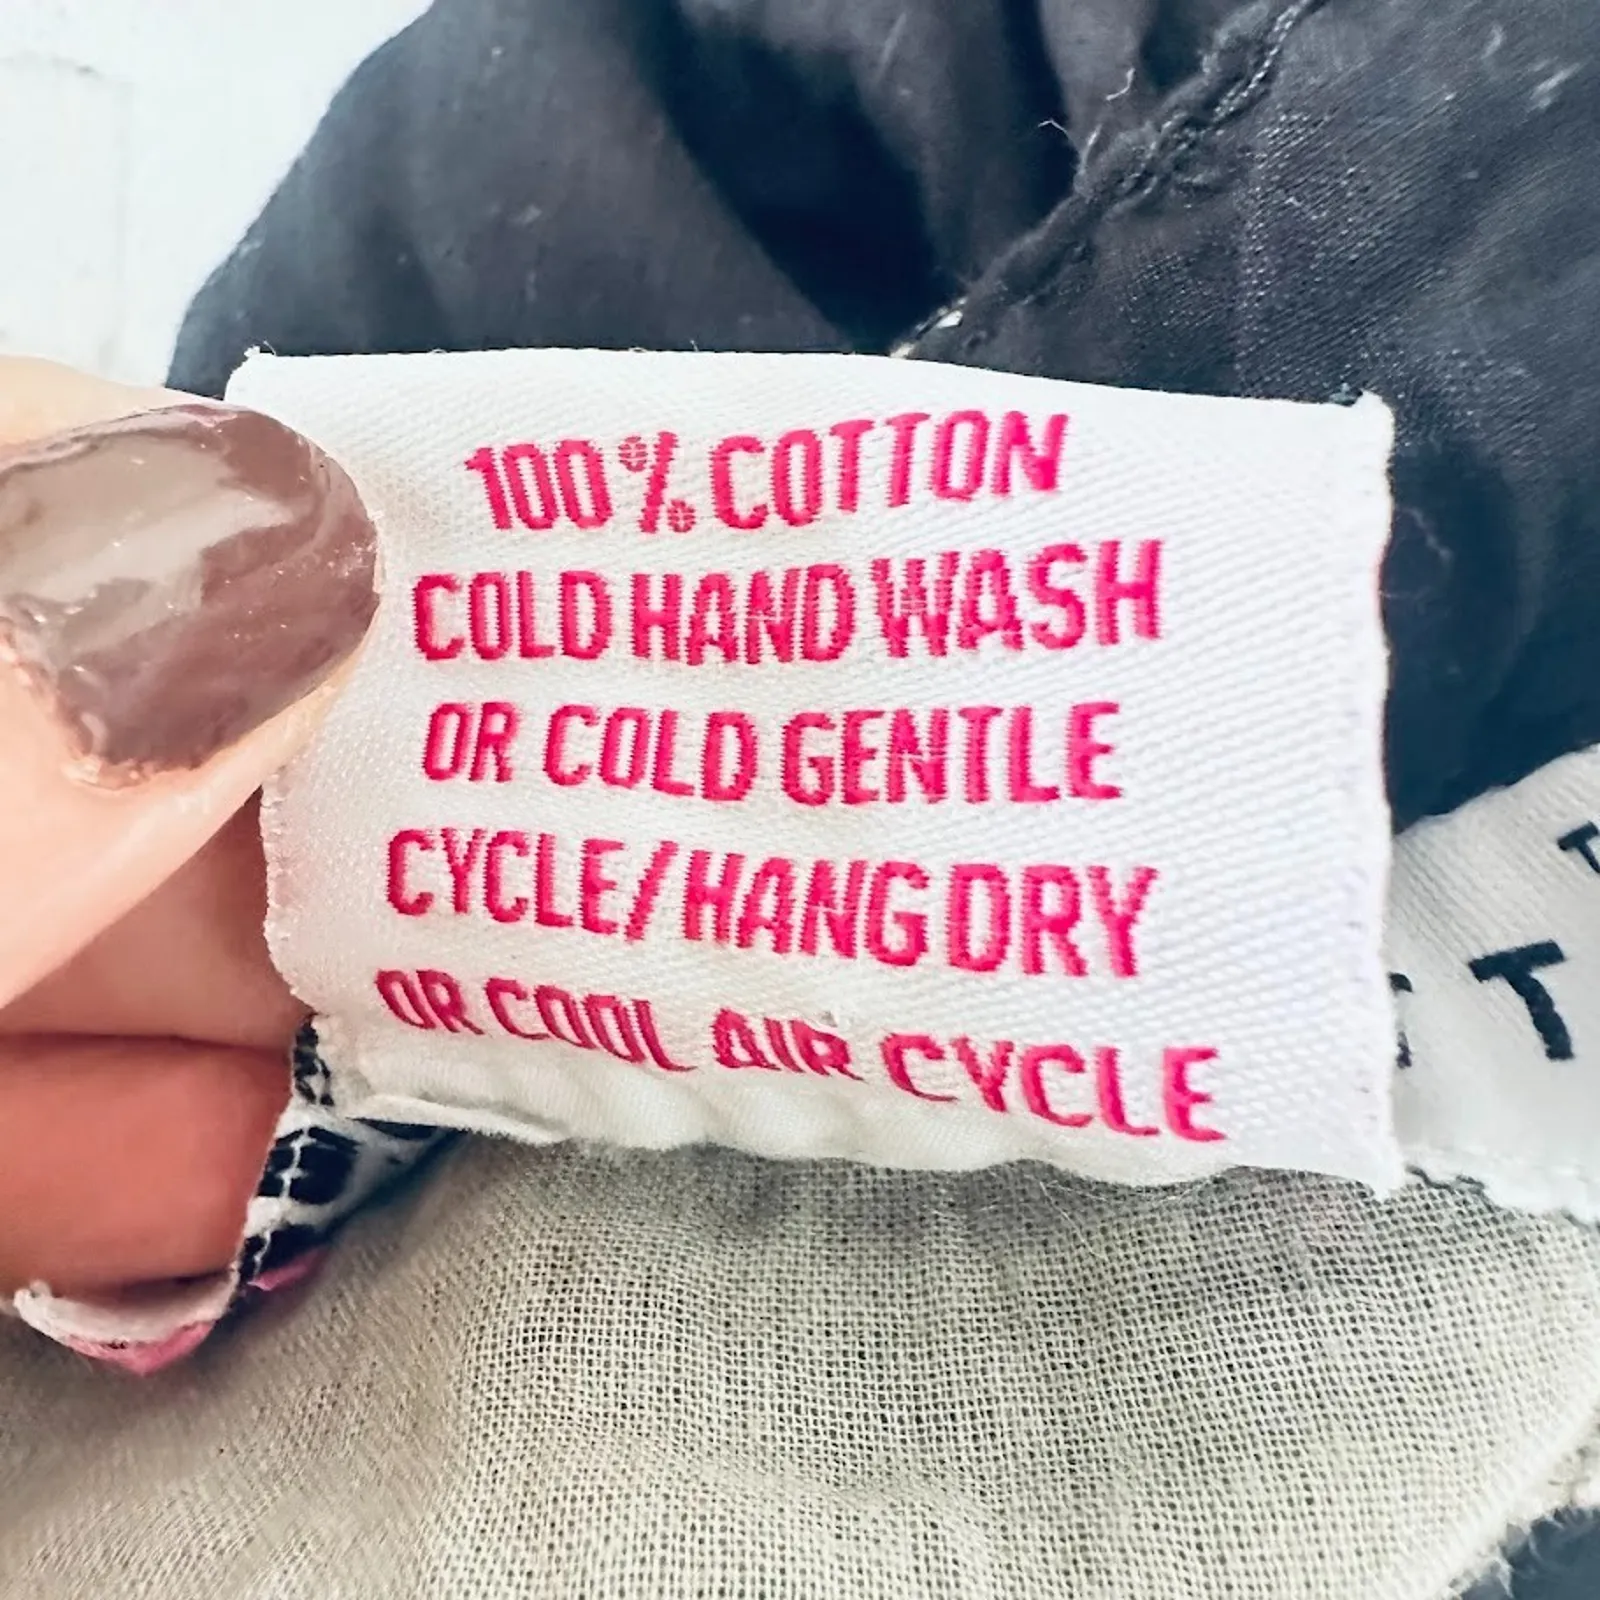 100% COTTON
COLD HAND WASH
OR COLD GENTLE
CYCLE/HANG DRY
OR COOL AIR CYCLE